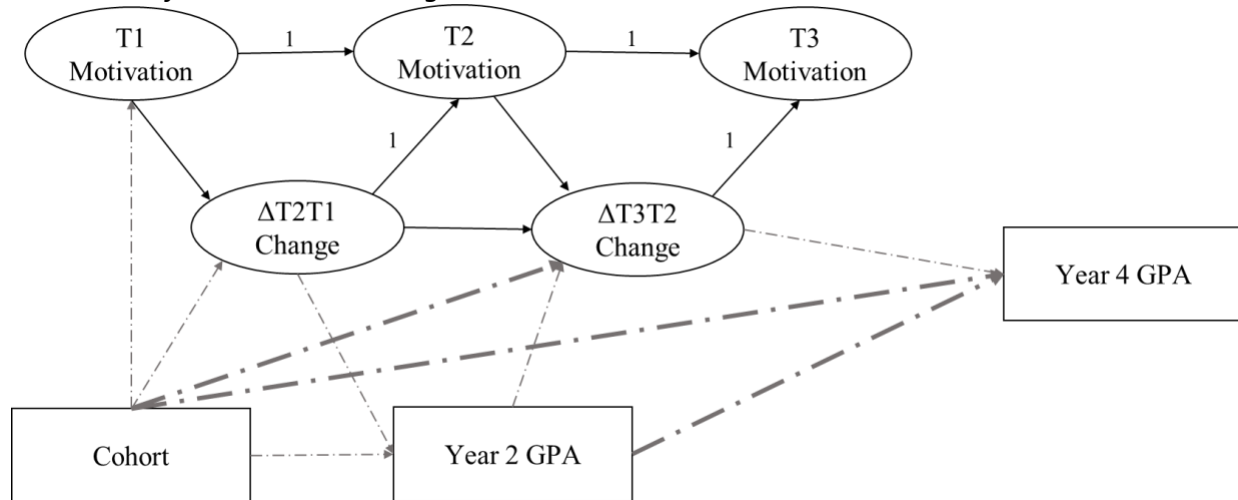 T1
Motivation
1
T2
Motivation
1
T3
Motivation
1
1
ΔT2T1
Change
ΔT3T2
Change
Year 4 GPA
Cohort
Year 2 GPA